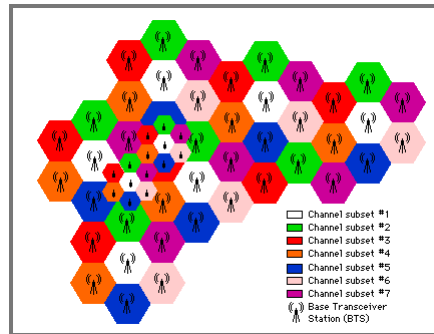 Channel subset #1
Channel subset #2
Channel subset #3
Channel subset #4
Channel subset #5
Channel subset #6
Channel subset #7
Base Transceiver
Station (BTS)